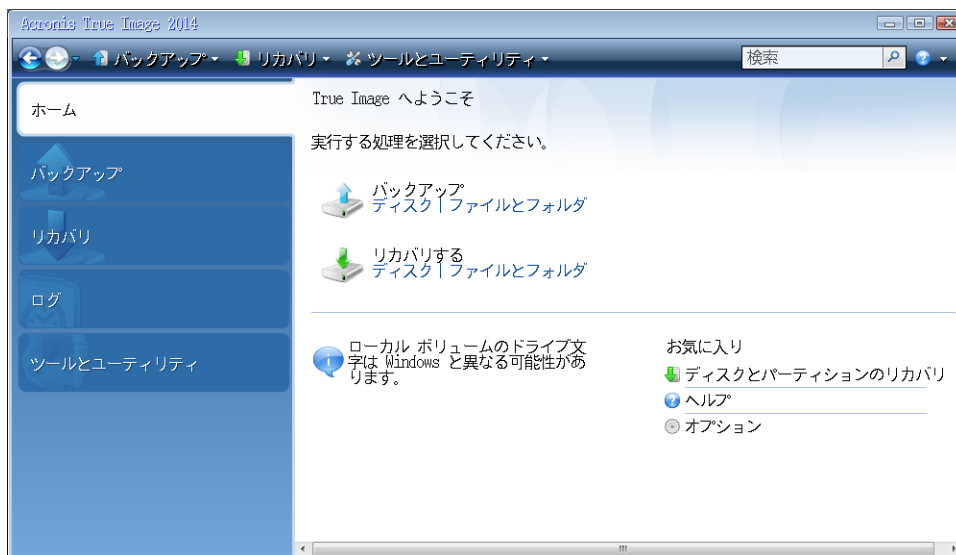 Acronis True Image 2014
バックアップ リカバリ ツールとユーティリティ 検索
ホーム
バックアップ
リカバリ
ログ
ツールとユーティリティ
True Image へようこそ
実行する処理を選択してください。
バックアップ
ディスク | ファイルとフォルダ
リカバリする
ディスク | ファイルとフォルダ
ローカル ボリュームのドライブ文
字は Windows と異なる可能性があ
ります。
お気に入り
ディスクとパーティションのリカバリ
ヘルプ
オプション